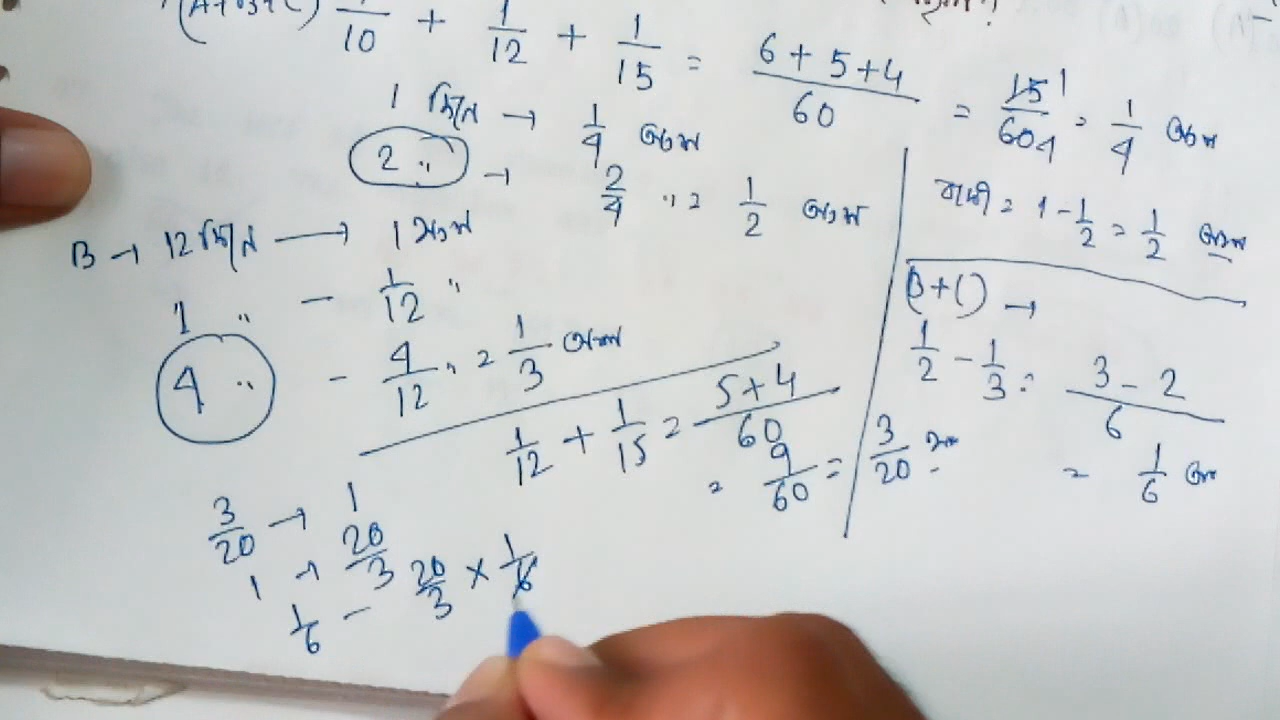 (A+B+C) 1/10 + 1/12 + 1/15 = (6+5+4)/60 = 15/60 = 1/4 অংশ
1 দিনে → 1/4 অংশ
2 ,, → 2/4 ,, = 1/2 অংশ
বাকী = 1 - 1/2 = 1/2 অংশ
B → 12 দিনে → 1 অংশ
1 ,, - 1/12 ,,
4 ,, - 4/12 ,, = 1/3 অংশ
B+C →
1/2 - 1/3 = (3-2)/6
= 1/6 অংশ
1/12 + 1/15 = (5+4)/60
= 9/60 = 3/20 অংশ
3/20 → 1
1 → 20/3
1/6 - 20/3 × 1/6